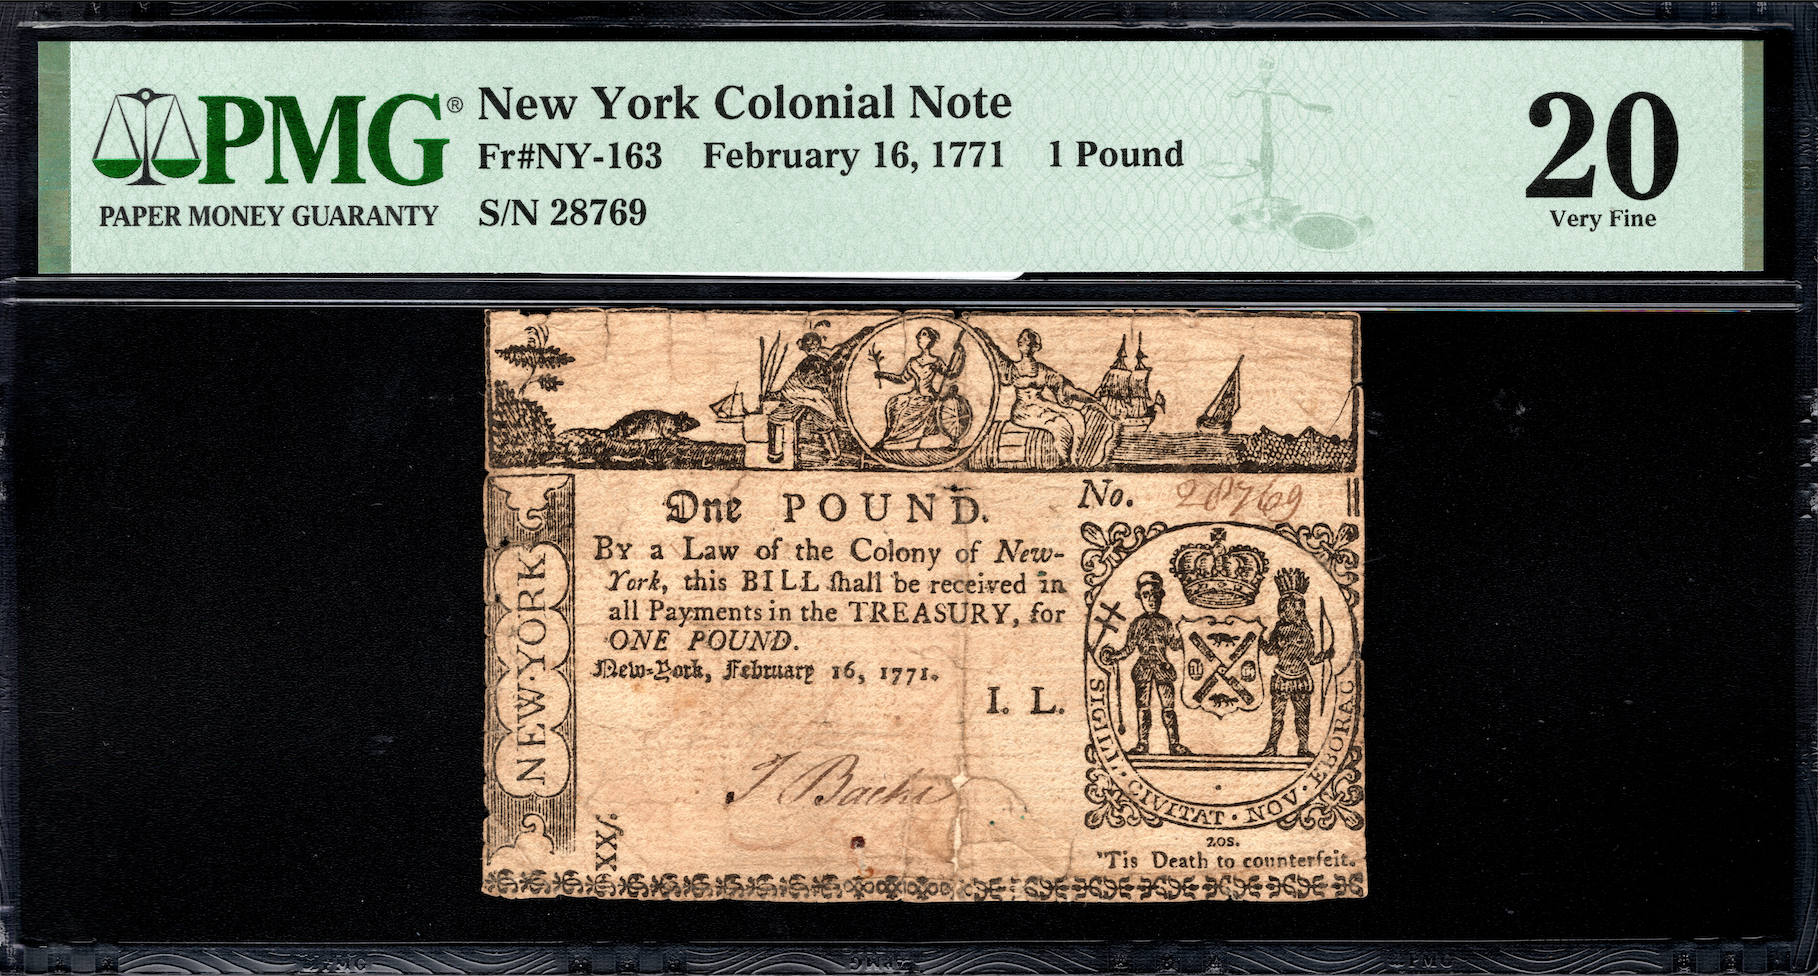 PMG®
PAPER MONEY GUARANTY
New York Colonial Note
Fr#NY-163 February 16, 1771 1 Pound
S/N 28769
20
Very Fine
One POUND.
No. 28769
By a Law of the Colony of New-
York, this BILL ſhall be received in
all Payments in the TREASURY, for
ONE POUND.
New-York, February 16, 1771.
I. L.
NEW-YORK
XXſ.
SIGILL · CIVITAT · NOV · EBORAC
20S.
'Tis Death to counterfeit.